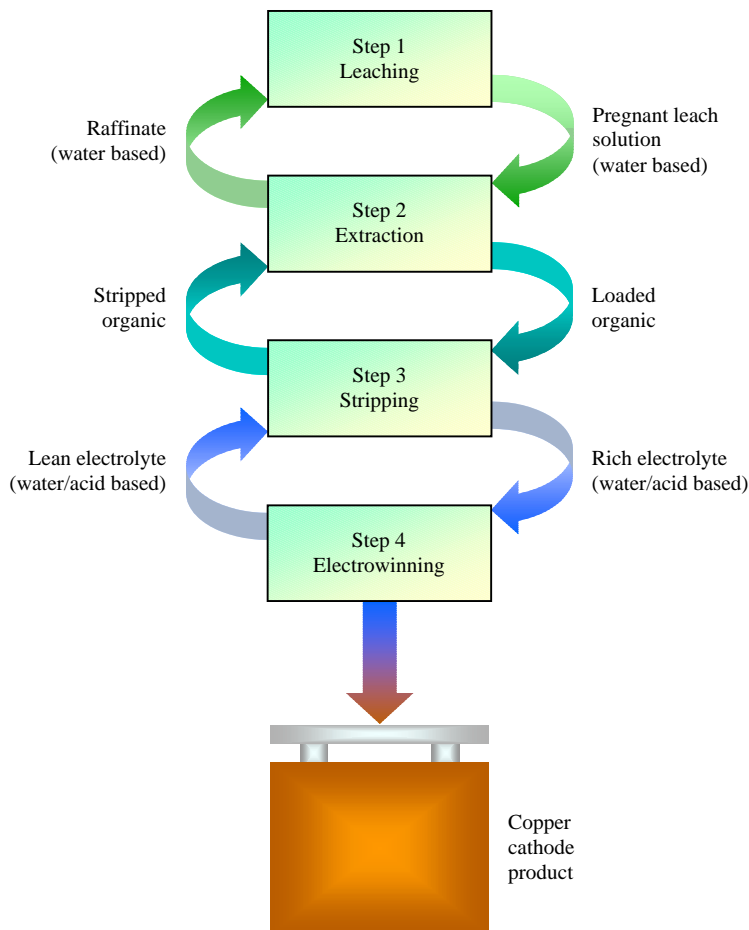 Step 1
Leaching
Raffinate
(water based)
Pregnant leach
solution
(water based)
Step 2
Extraction
Stripped
organic
Loaded
organic
Step 3
Stripping
Lean electrolyte
(water/acid based)
Rich electrolyte
(water/acid based)
Step 4
Electrowinning
Copper
cathode
product